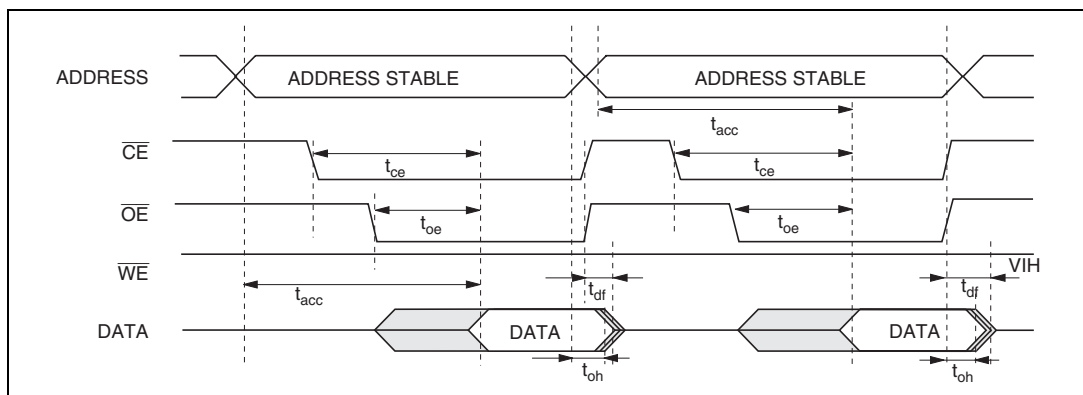 ADDRESS
ADDRESS STABLE
ADDRESS STABLE
tacc
CE
tce
tce
OE
toe
toe
WE
VIH
tdf
tdf
tacc
DATA
DATA
DATA
toh
toh